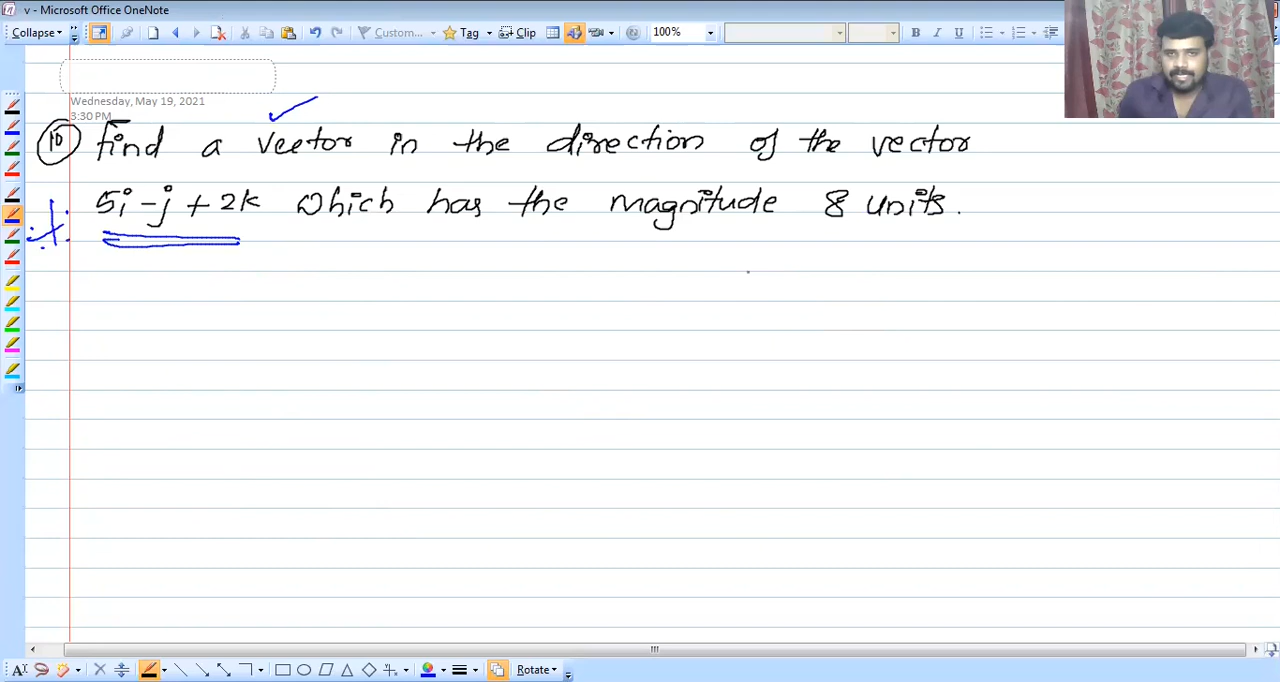 v - Microsoft Office OneNote
Collapse Custom... Tag Clip 100% B I U
Wednesday, May 19, 2021
3:30 PM
10 Find a vector in the direction of the vector
5i - j + 2k which has the magnitude 8 units.
Rotate